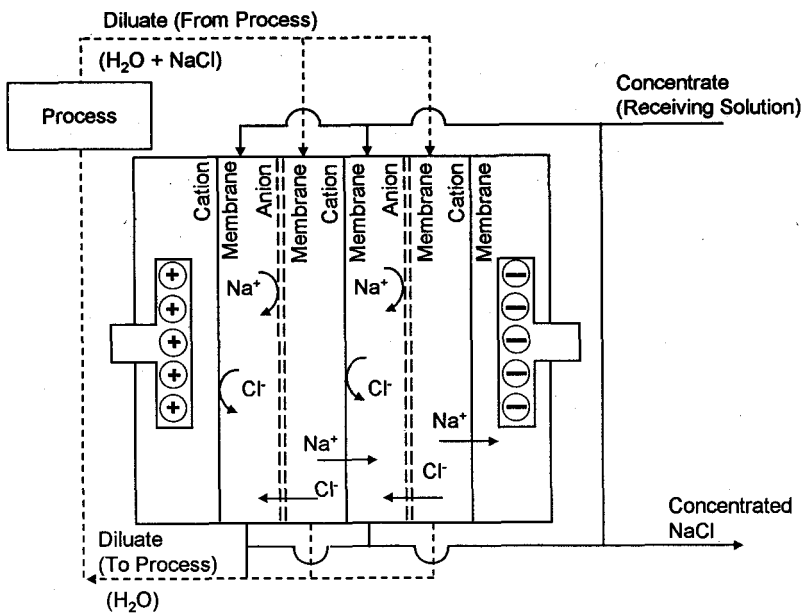 Diluate (From Process)
(H₂O + NaCl)
Process
Concentrate
(Receiving Solution)
Cation
Membrane
Anion
Membrane
Cation
Membrane
Anion
Membrane
Cation
Membrane
+
+
+
+
+
−
−
−
−
−
Na⁺
Na⁺
Cl⁻
Cl⁻
Na⁺
Na⁺
Cl⁻
Cl⁻
Diluate
(To Process)
(H₂O)
Concentrated
NaCl